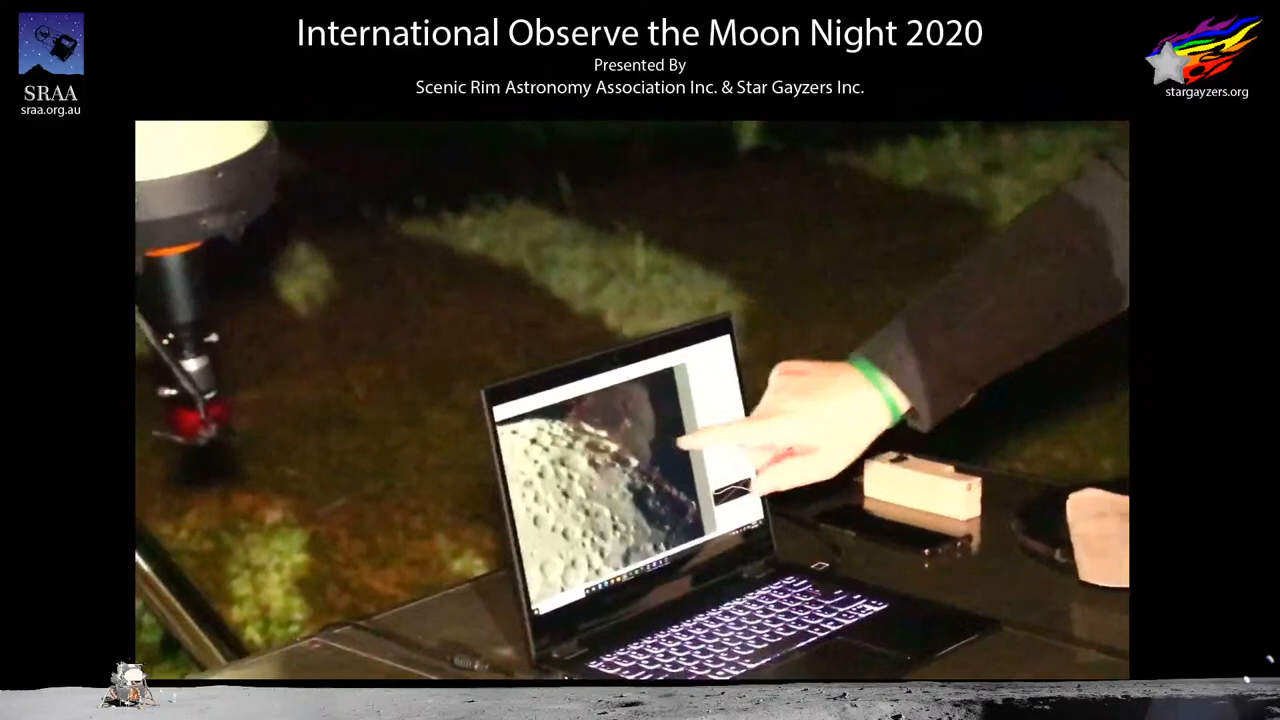 International Observe the Moon Night 2020
Presented By
Scenic Rim Astronomy Association Inc. & Star Gayzers Inc.
SRAA
sraa.org.au
stargayzers.org